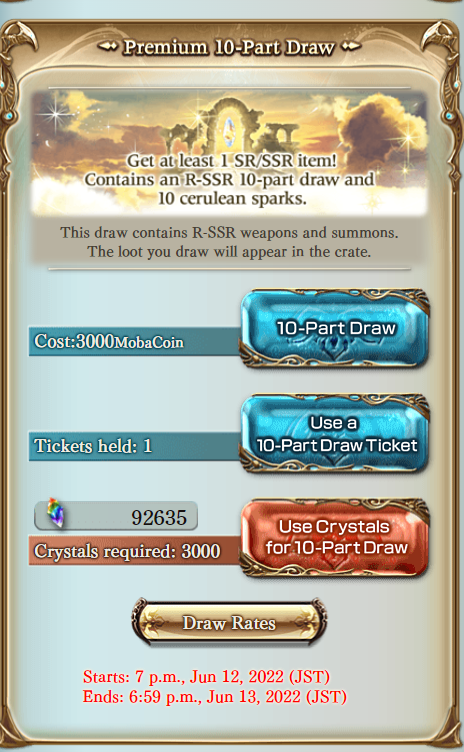 Premium 10-Part Draw
Get at least 1 SR/SSR item!
Contains an R-SSR 10-part draw and
10 cerulean sparks.
This draw contains R-SSR weapons and summons.
The loot you draw will appear in the crate.
10-Part Draw
Cost:3000MobaCoin
Use a
10-Part Draw Ticket
Tickets held: 1
92635
Use Crystals
for 10-Part Draw
Crystals required: 3000
Draw Rates
Starts: 7 p.m., Jun 12, 2022 (JST)
Ends: 6:59 p.m., Jun 13, 2022 (JST)